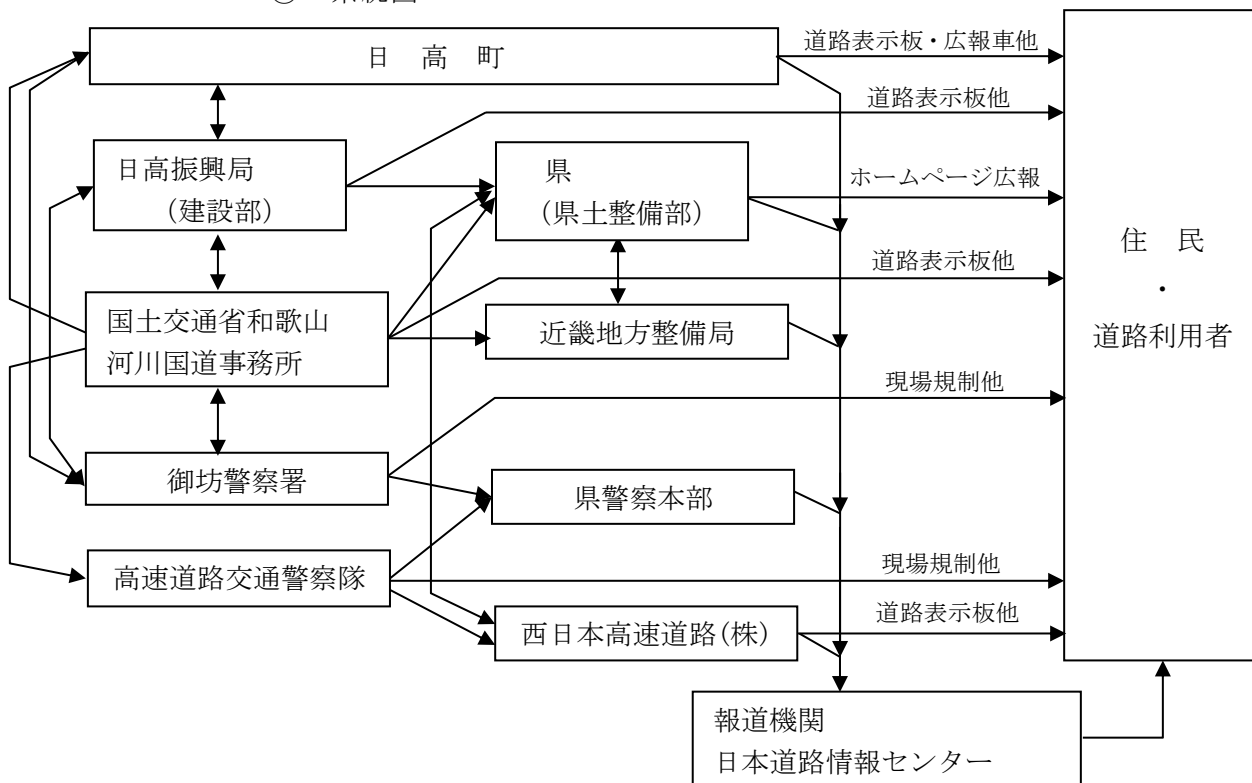 日 高 町
道路表示板・広報車他
道路表示板他
日高振興局
(建設部)
県
(県土整備部)
ホームページ広報
住 民
・
道路利用者
道路表示板他
国土交通省和歌山
河川国道事務所
近畿地方整備局
現場規制他
御坊警察署
県警察本部
高速道路交通警察隊
現場規制他
西日本高速道路(株)
道路表示板他
報道機関
日本道路情報センター